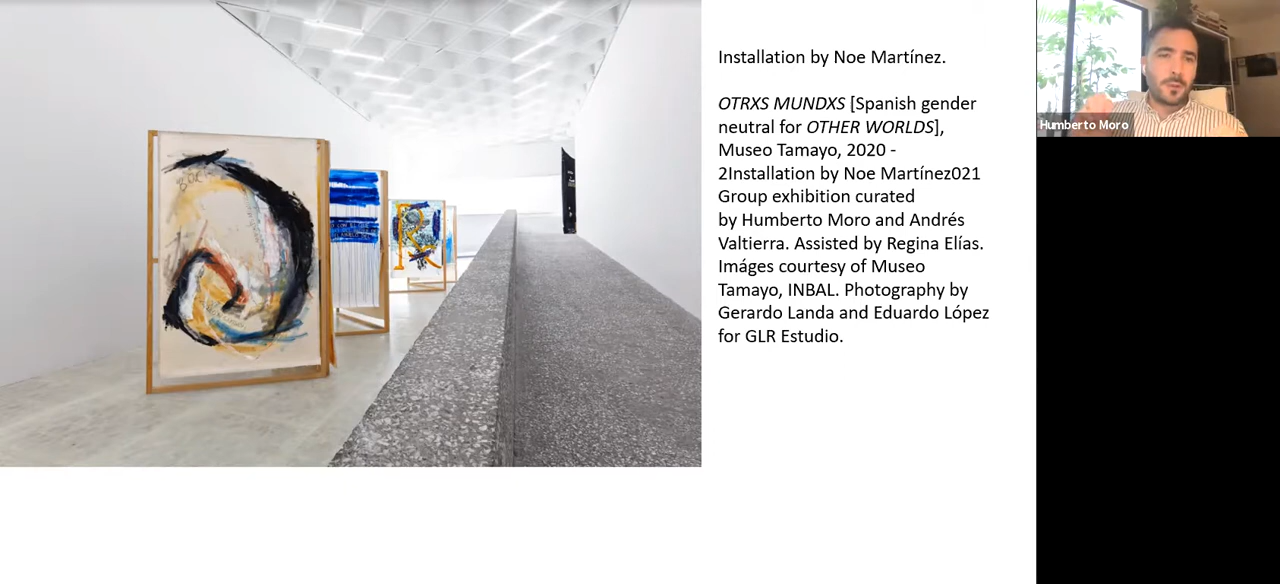 Installation by Noe Martínez.
OTRXS MUNDXS [Spanish gender
neutral for OTHER WORLDS],
Museo Tamayo, 2020 -
2Installation by Noe Martínez021
Group exhibition curated
by Humberto Moro and Andrés
Valtierra. Assisted by Regina Elías.
Imáges courtesy of Museo
Tamayo, INBAL. Photography by
Gerardo Landa and Eduardo López
for GLR Estudio.
Humberto Moro